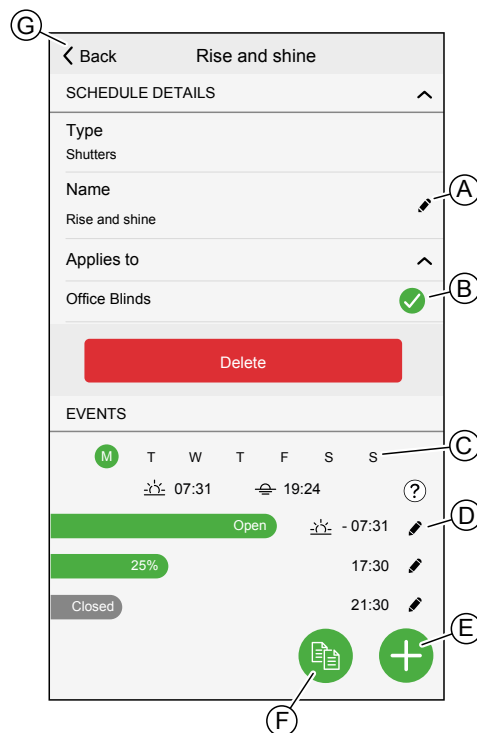 G
Back Rise and shine
SCHEDULE DETAILS
Type
Shutters
Name
A
Rise and shine
Applies to
B
Office Blinds
Delete
EVENTS
M T W T F S S
C
07:31 19:24 ?
Open - 07:31
D
25% 17:30
Closed 21:30
E
F